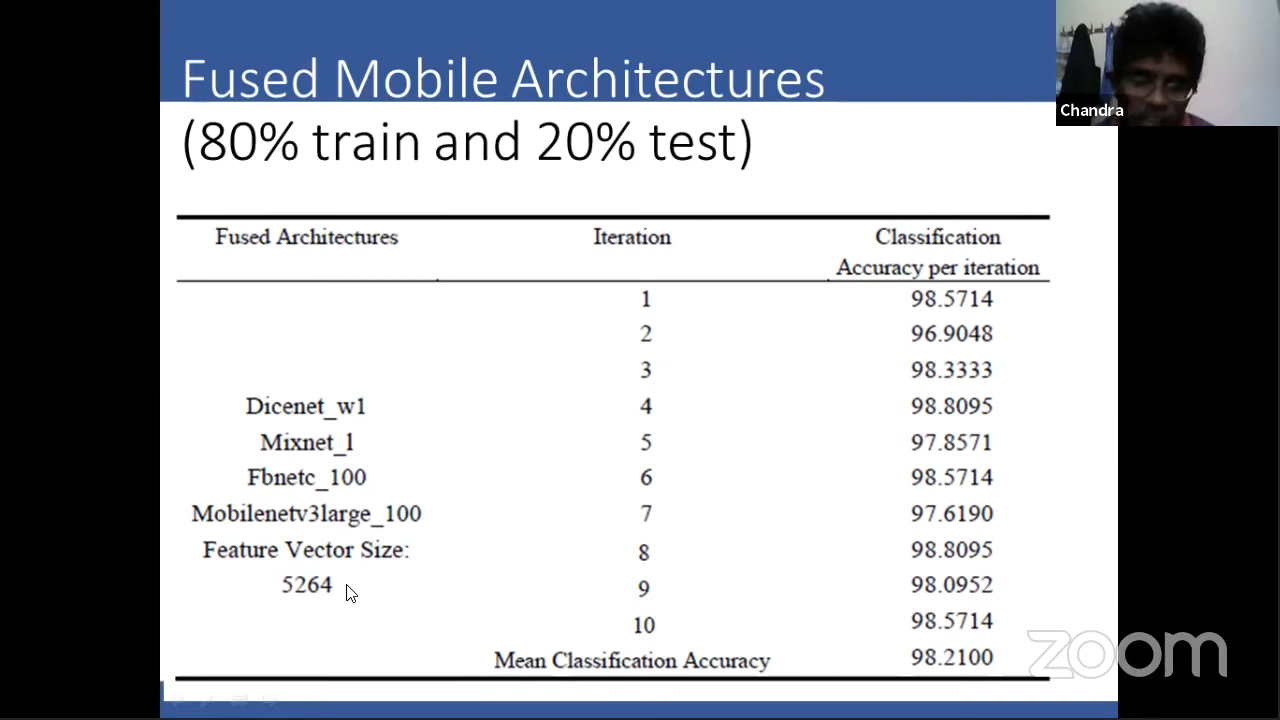 Fused Mobile Architectures
(80% train and 20% test)
Chandra
Fused Architectures Iteration Classification
Accuracy per iteration
1 98.5714
2 96.9048
3 98.3333
Dicenet_w1 4 98.8095
Mixnet_l 5 97.8571
Fbnetc_100 6 98.5714
Mobilenetv3large_100 7 97.6190
Feature Vector Size: 8 98.8095
5264 9 98.0952
10 98.5714
Mean Classification Accuracy 98.2100
zoom